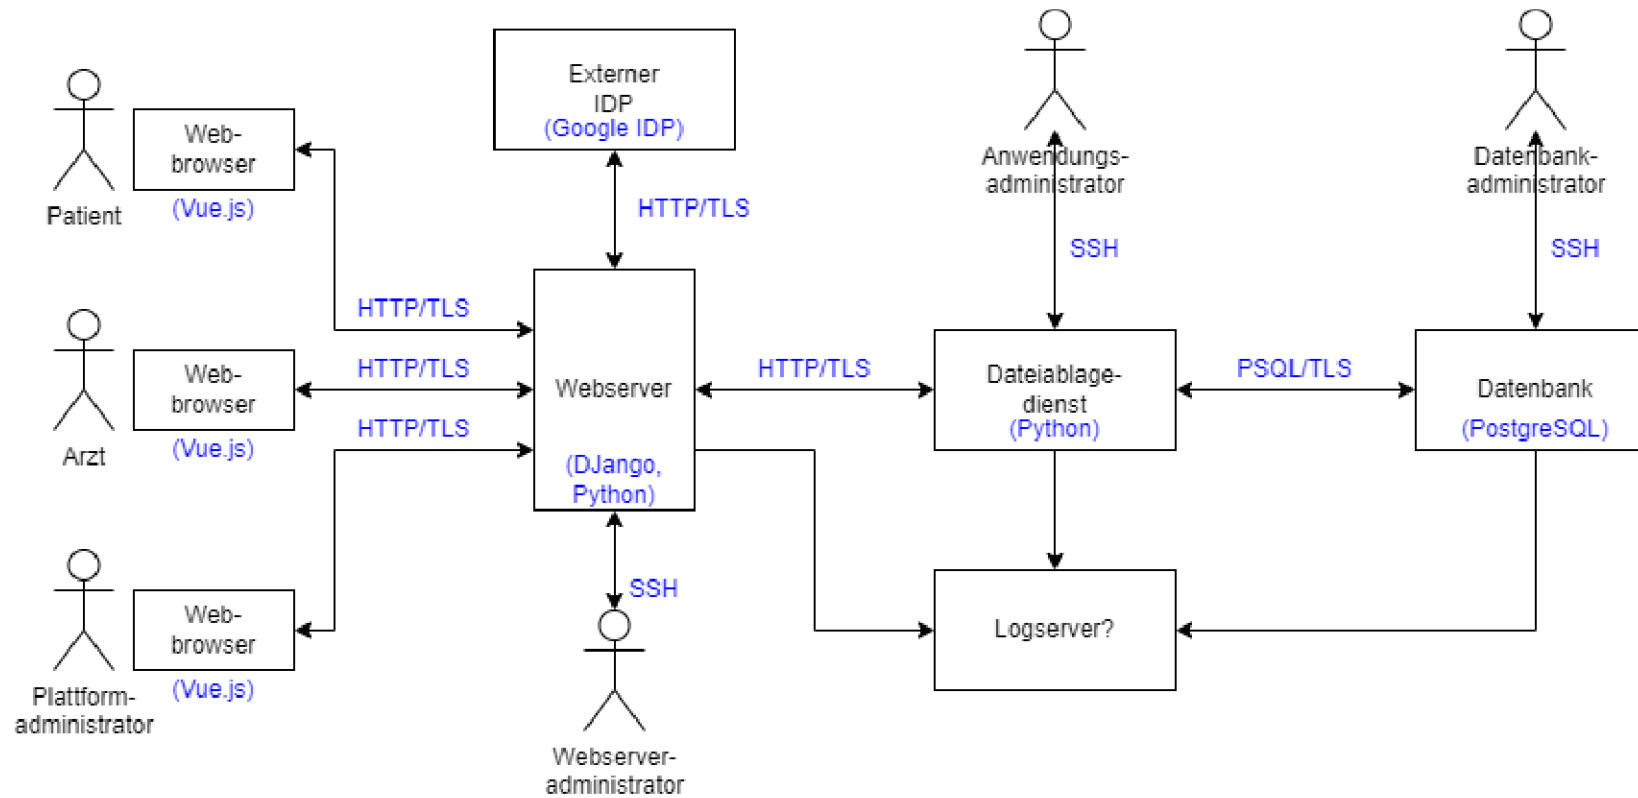 Externer
IDP
(Google IDP)
Web-
browser
(Vue.js)
Patient
HTTP/TLS
Anwendungs-
administrator
Datenbank-
administrator
SSH
SSH
HTTP/TLS
HTTP/TLS
HTTP/TLS
Web-
browser
(Vue.js)
Arzt
Webserver
(DJango,
Python)
HTTP/TLS
Dateiablage-
dienst
(Python)
PSQL/TLS
Datenbank
(PostgreSQL)
Web-
browser
(Vue.js)
Plattform-
administrator
SSH
Webserver-
administrator
Logserver?